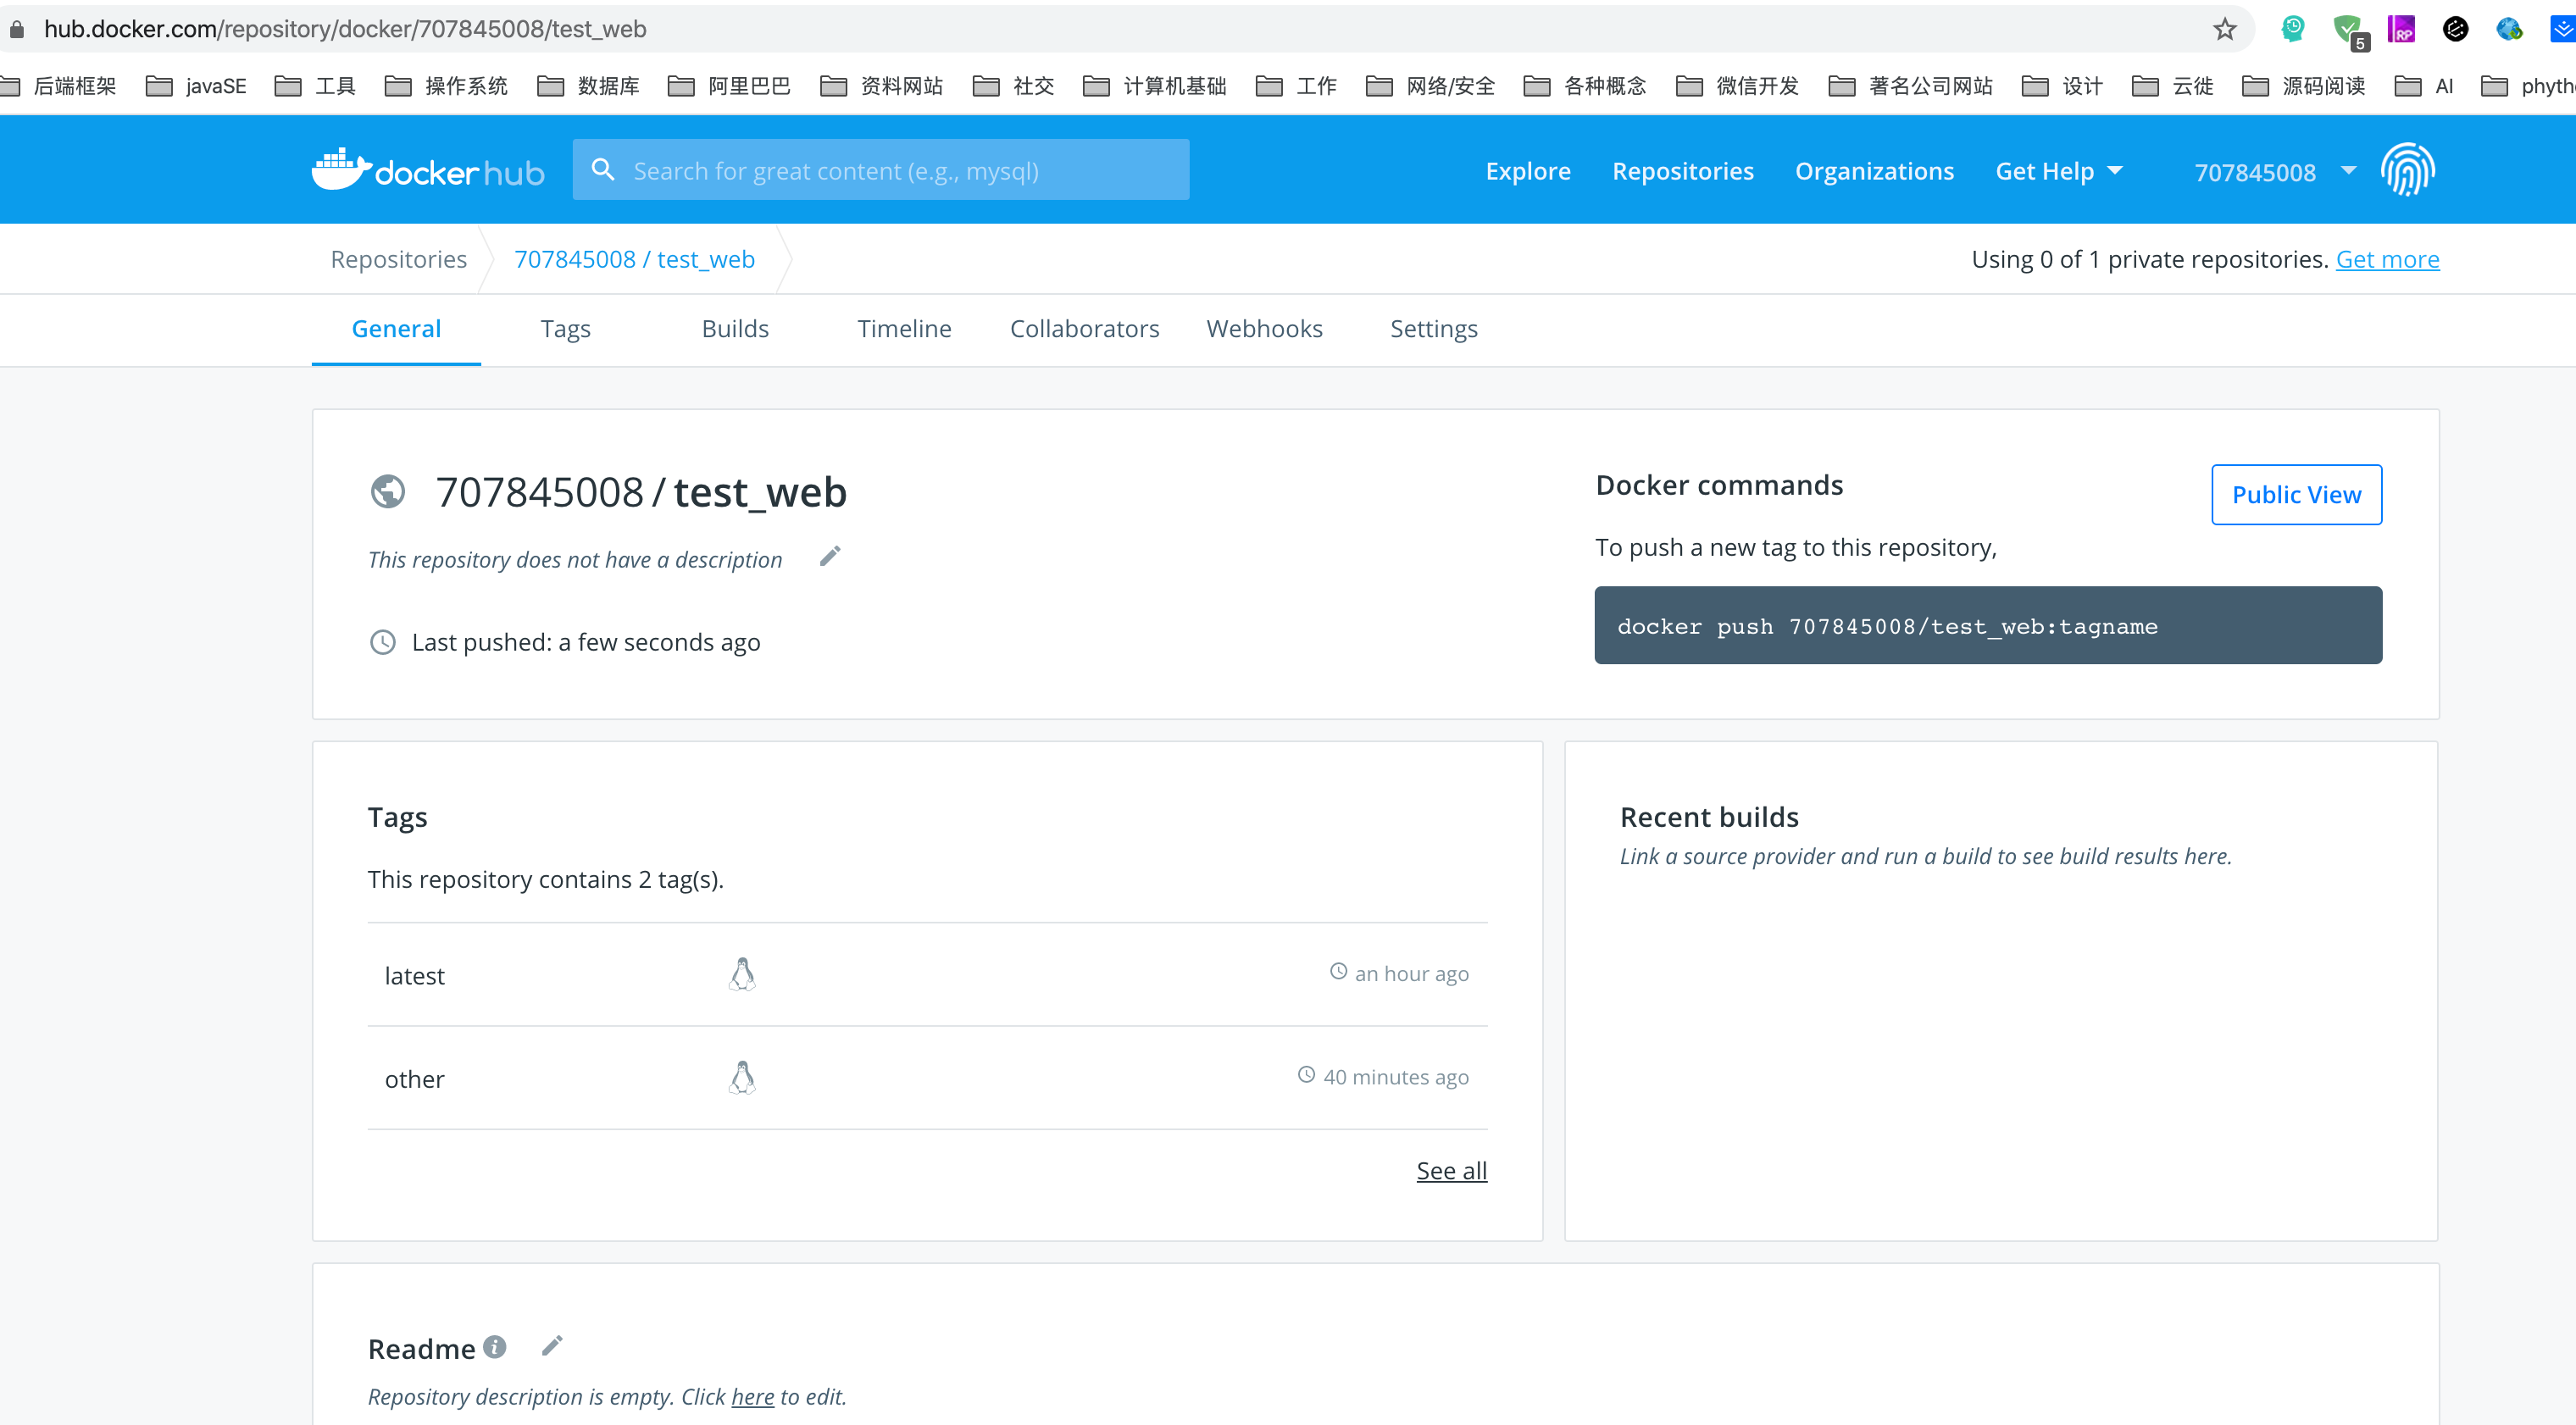 hub.docker.com/repository/docker/707845008/test_web
5
RP
后端框架 javaSE 工具 操作系统 数据库 阿里巴巴 资料网站 社交 计算机基础 工作 网络/安全 各种概念 微信开发 著名公司网站 设计 云徙 源码阅读 AI
docker hub
Search for great content (e.g., mysql)
Explore Repositories Organizations Get Help 707845008
Repositories 707845008 / test_web
Using 0 of 1 private repositories. Get more
General Tags Builds Timeline Collaborators Webhooks Settings
707845008 / test_web
This repository does not have a description
Last pushed: a few seconds ago
Docker commands
Public View
To push a new tag to this repository,
docker push 707845008/test_web:tagname
Tags
This repository contains 2 tag(s).
latest an hour ago
other 40 minutes ago
See all
Recent builds
Link a source provider and run a build to see build results here.
Readme
Repository description is empty. Click here to edit.